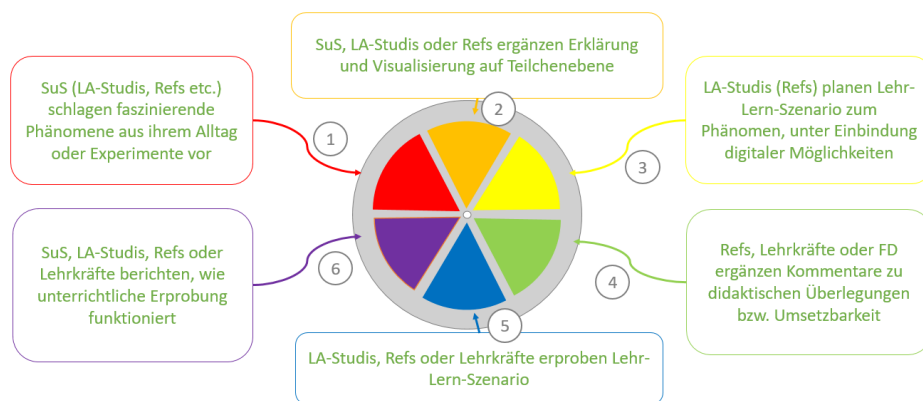 SuS (LA-Studis, Refs etc.)
schlagen faszinierende
Phänomene aus ihrem Alltag
oder Experimente vor
1
SuS, LA-Studis oder Refs ergänzen Erklärung
und Visualisierung auf Teilchenebene
2
LA-Studis (Refs) planen Lehr-
Lern-Szenario zum
Phänomen, unter Einbindung
digitaler Möglichkeiten
3
Refs, Lehrkräfte oder FD
ergänzen Kommentare zu
didaktischen Überlegungen
bzw. Umsetzbarkeit
4
LA-Studis, Refs oder Lehrkräfte erproben Lehr-
Lern-Szenario
5
SuS, LA-Studis, Refs oder
Lehrkräfte berichten, wie
unterrichtliche Erprobung
funktioniert
6